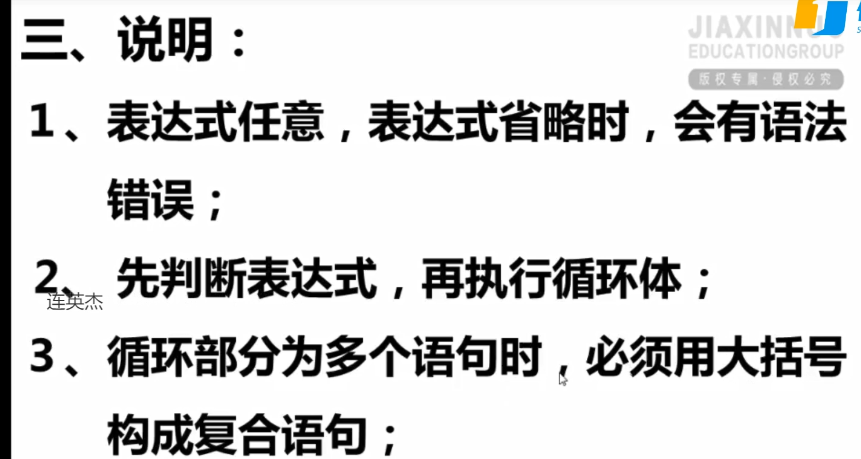 三、说明：
JIAXINNUO
EDUCATIONGROUP
版权专属·侵权必究
1、表达式任意，表达式省略时，会有语法
错误；
2、 先判断表达式，再执行循环体；
连英杰
3、循环部分为多个语句时，必须用大括号
构成复合语句；